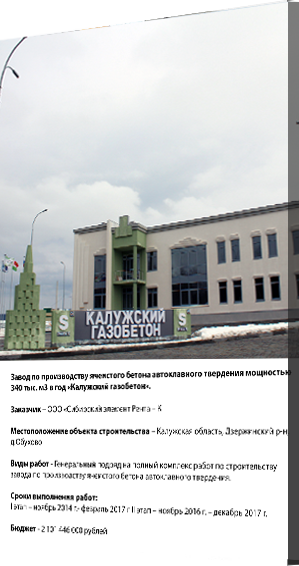 КАЛУЖСКИЙ
ГАЗОБЕТОН
Завод по производству ячеистого бетона автоклавного твердения мощностью
340 тыс. м3 в год «Калужский газобетон».
Заказчик – ООО «Сибирский элемент Рента – К
Местоположение объекта строительства – Калужская область, Дзержинский р-н,
д.Обухово
Виды работ - Генеральный подряд на полный комплекс работ по строительству
завода по производству ячеистого бетона автоклавного твердения.
Сроки выполнения работ:
I этап – ноябрь 2014 г.- февраль 2017 г II этап – ноябрь 2016 г. – декабрь 2017 г.
Бюджет - 2 101 446 000 рублей